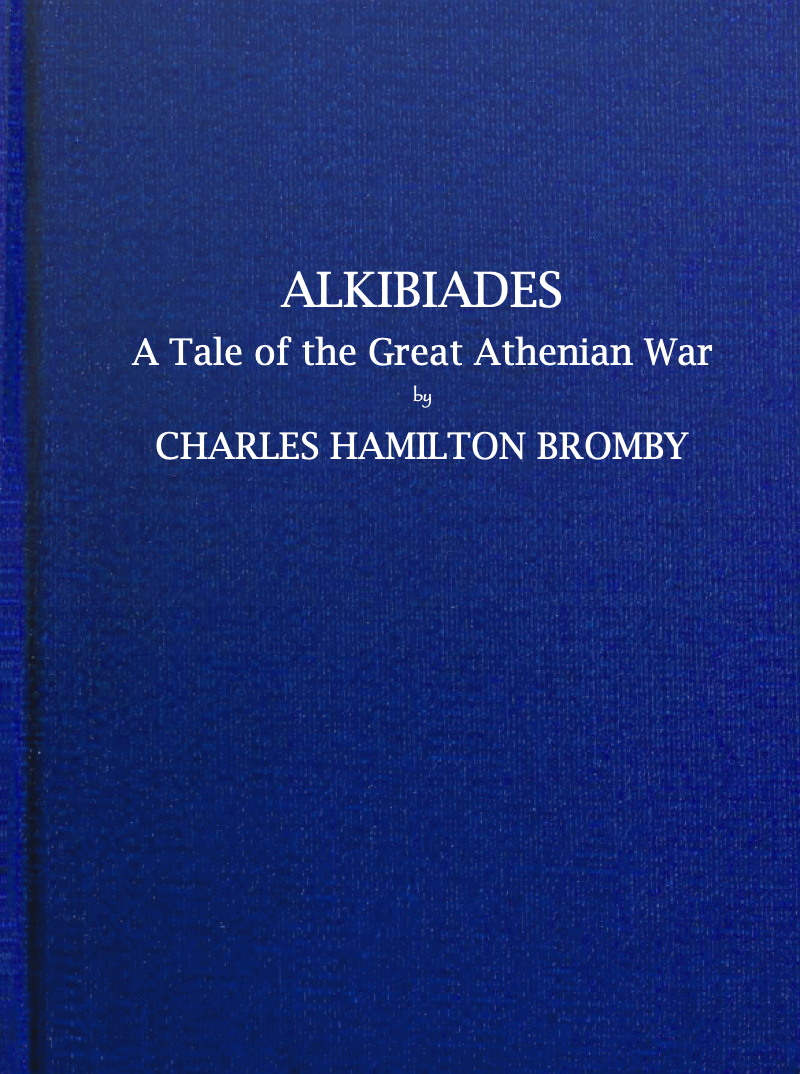 ALKIBIADES
A Tale of the Great Athenian War
by
CHARLES HAMILTON BROMBY